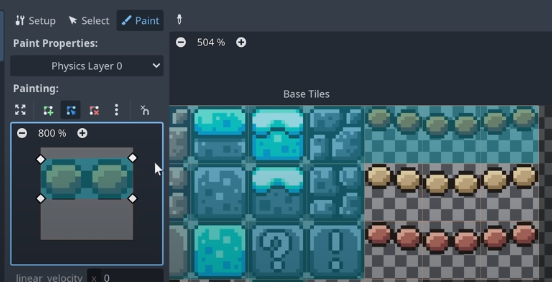 Setup Select Paint
Paint Properties:
504 %
Physics Layer 0
Painting:
Base Tiles
800 %
? !
linear_velocity x 0